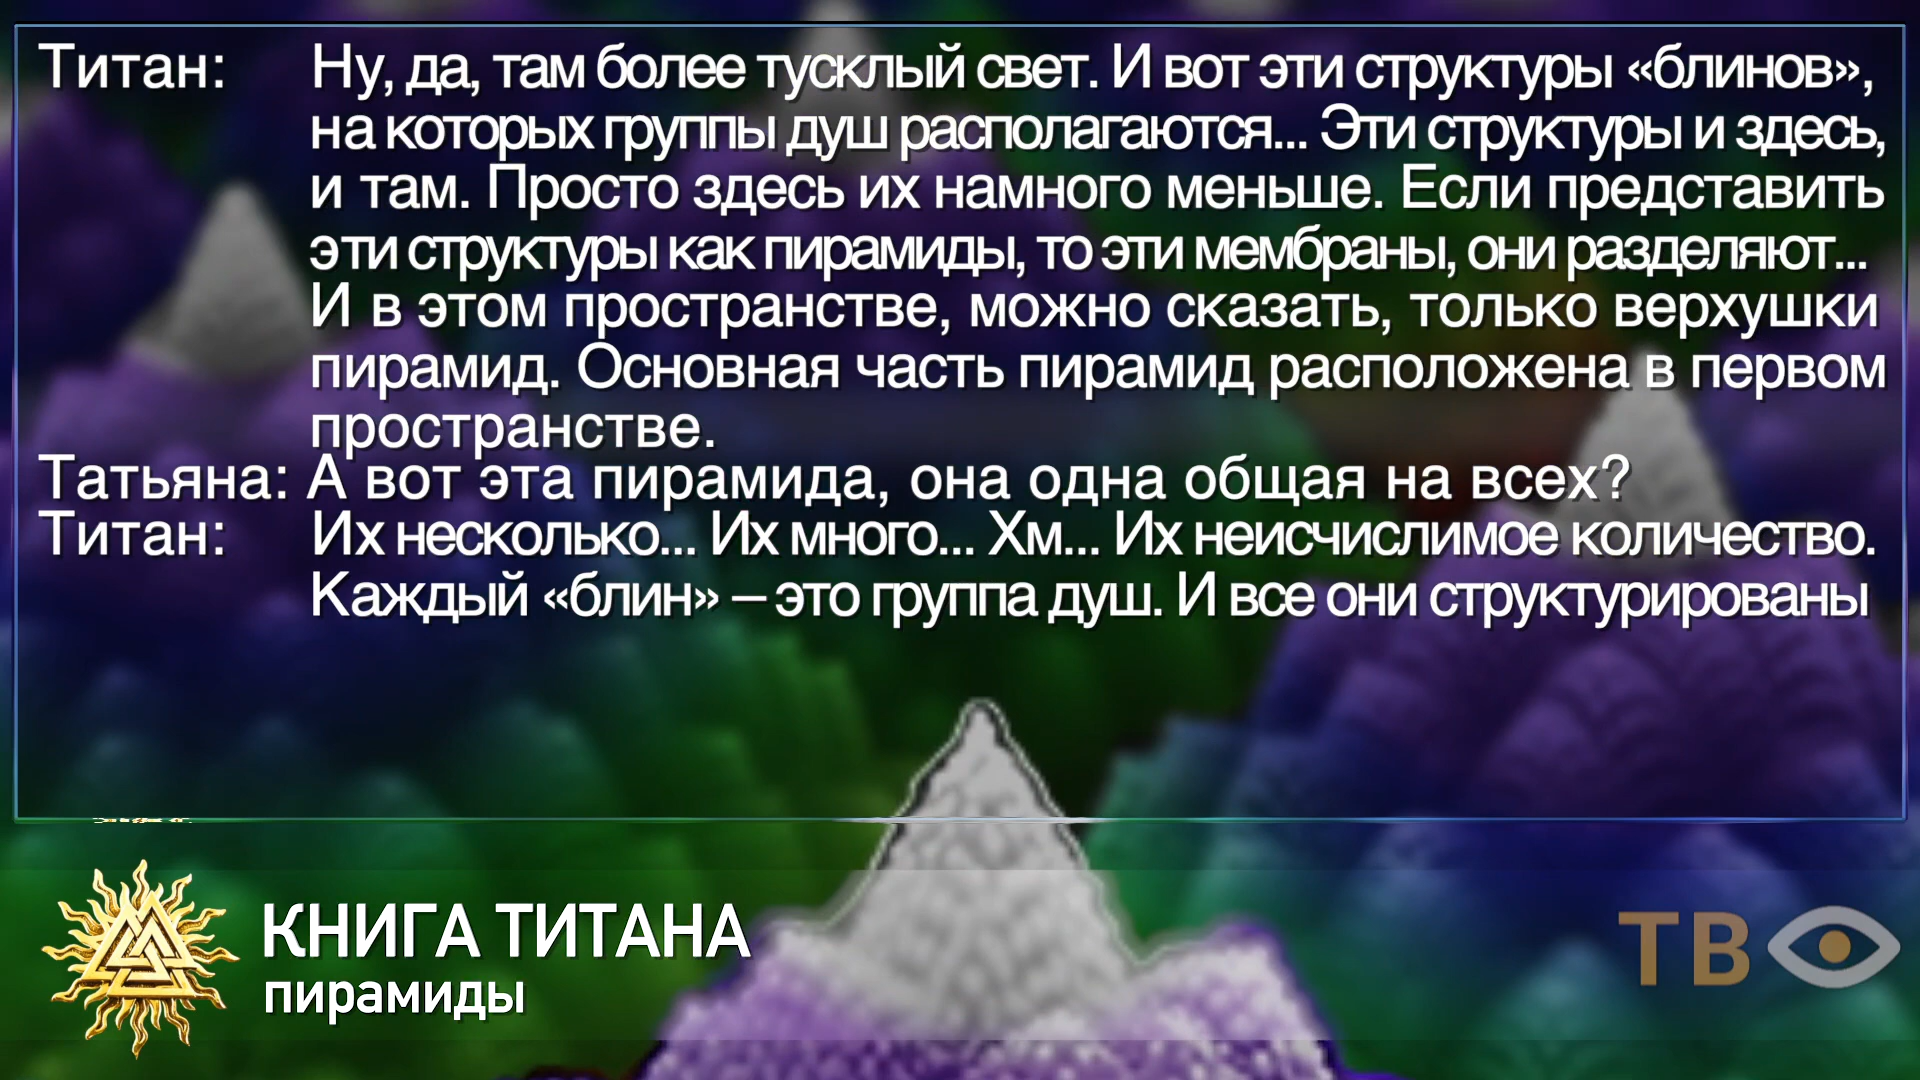 Титан: Ну, да, там более тусклый свет. И вот эти структуры «блинов»,
на которых группы душ располагаются... Эти структуры и здесь,
и там. Просто здесь их намного меньше. Если представить
эти структуры как пирамиды, то эти мембраны, они разделяют...
И в этом пространстве, можно сказать, только верхушки
пирамид. Основная часть пирамид расположена в первом
пространстве.
Татьяна: А вот эта пирамида, она одна общая на всех?
Титан: Их несколько... Их много... Хм... Их неисчислимое количество.
Каждый «блин» – это группа душ. И все они структурированы
КНИГА ТИТАНА
пирамиды
ТВ